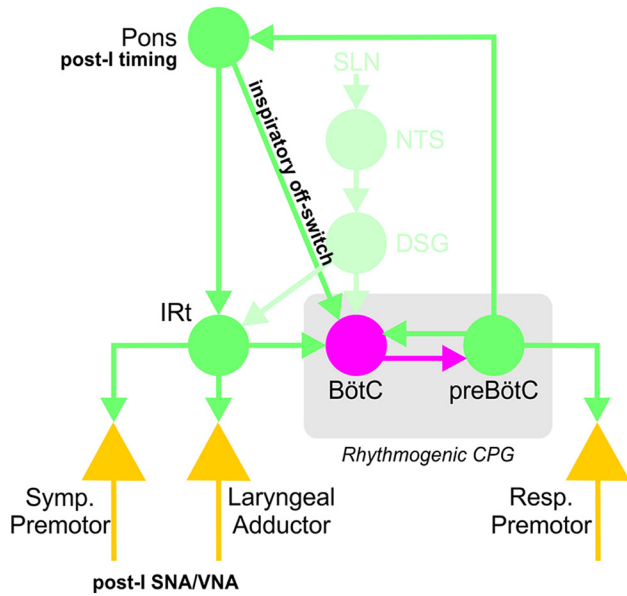 Pons
post-I timing
SLN
inspiratory off-switch
NTS
DSG
IRt
BötC
preBötC
Rhythmogenic CPG
Symp.
Premotor
Laryngeal
Adductor
Resp.
Premotor
post-I SNA/VNA